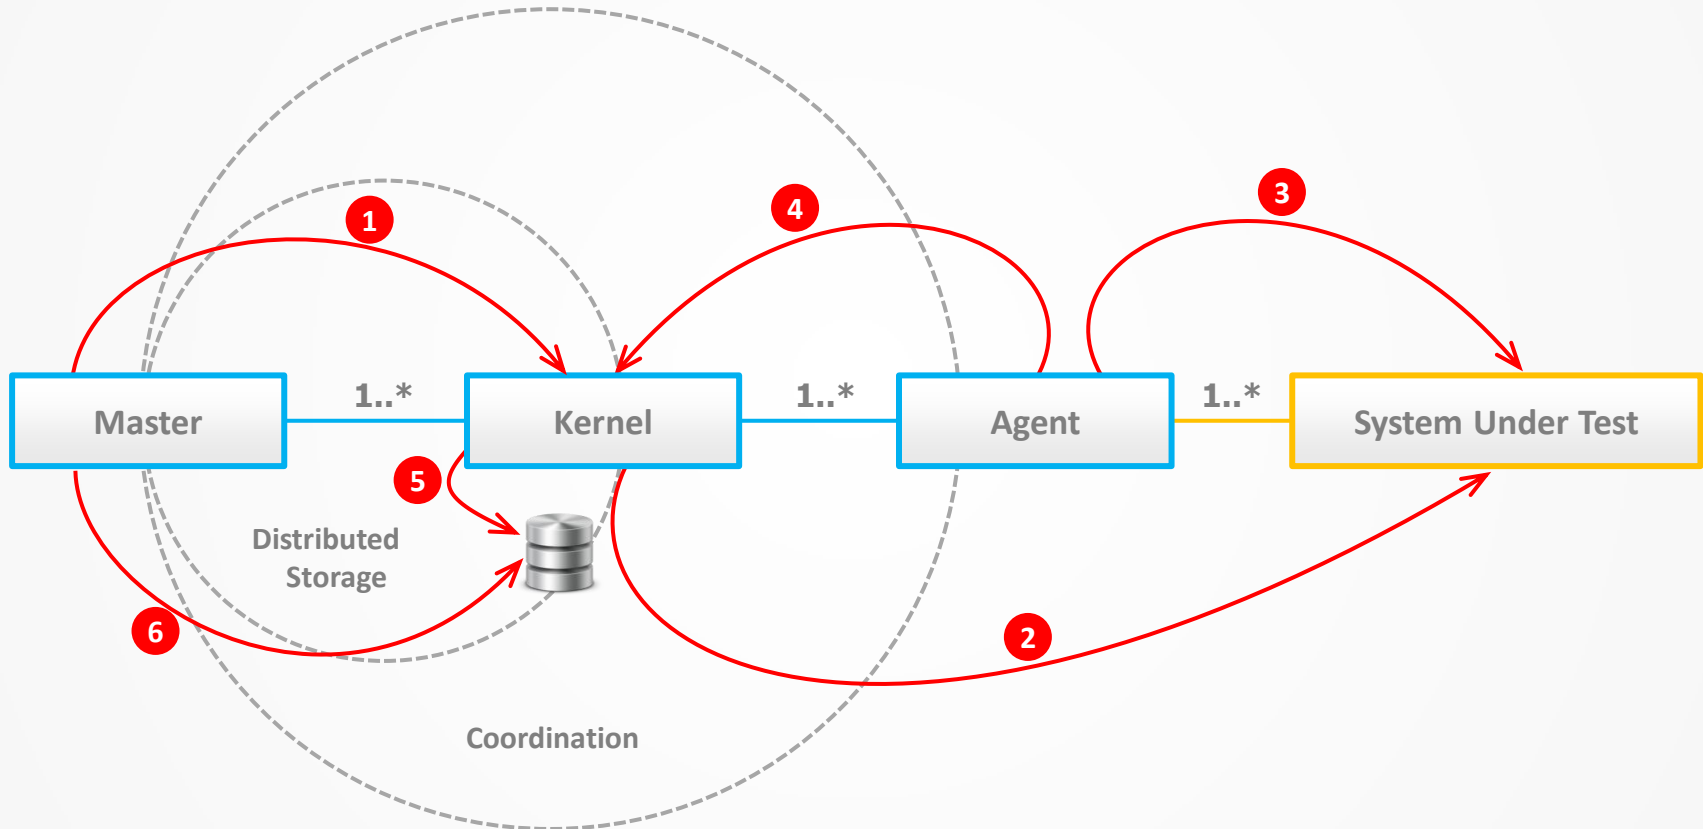 1
4
3
1..*
1..*
1..*
Master
Kernel
Agent
System Under Test
5
Distributed
Storage
6
2
Coordination